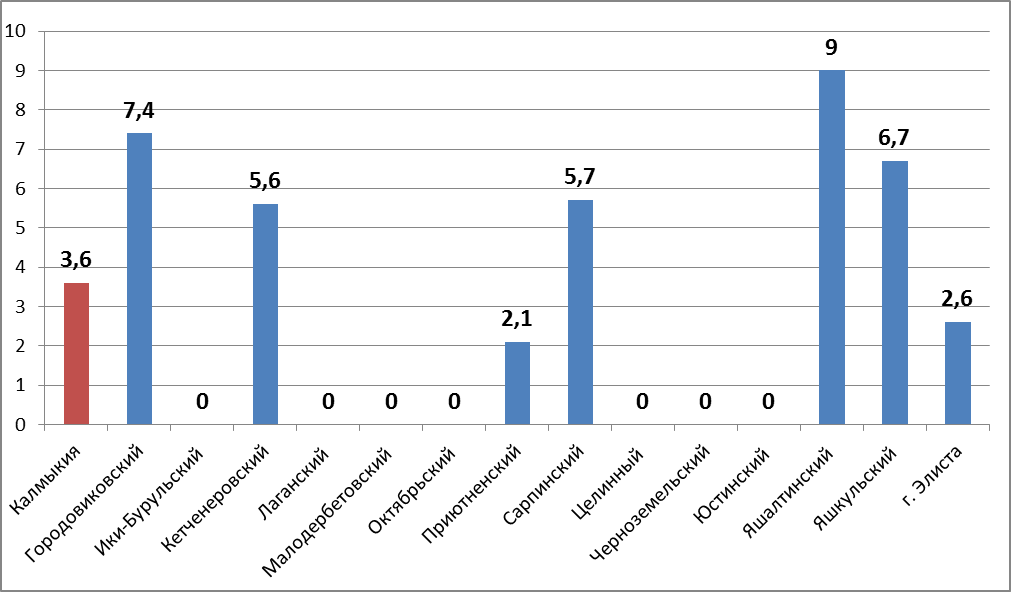 10
9
8
7
6
5
4
3
2
1
0
3,6
7,4
0
5,6
0
0
0
2,1
5,7
0
0
0
9
6,7
2,6
Калмыкия
Городовиковский
Ики-Бурульский
Кетченеровский
Лаганский
Малодербетовский
Октябрьский
Приютненский
Сарпинский
Целинный
Черноземельский
Юстинский
Яшалтинский
Яшкульский
г. Элиста